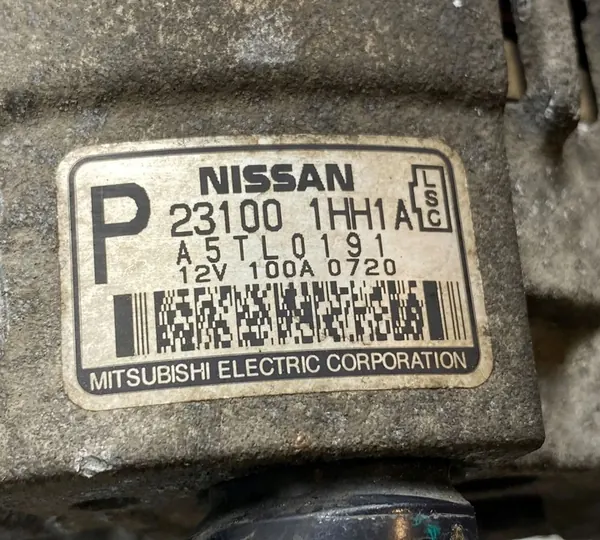 NISSAN
P 23100 1HH1A LSC
A5TL0191
12V 100A 0720
MITSUBISHI ELECTRIC CORPORATION